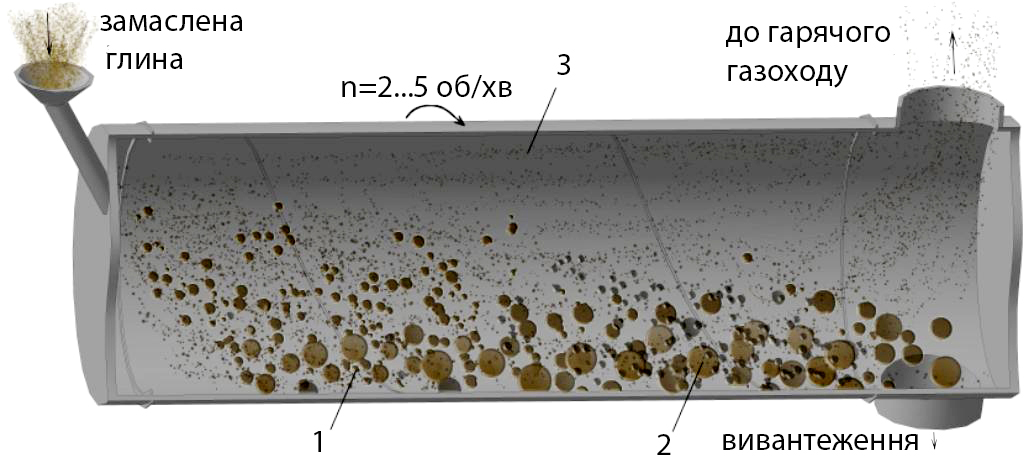 замаслена
глина
n=2...5 об/хв
3
до гарячого
газоходу
1
2
вивантеження